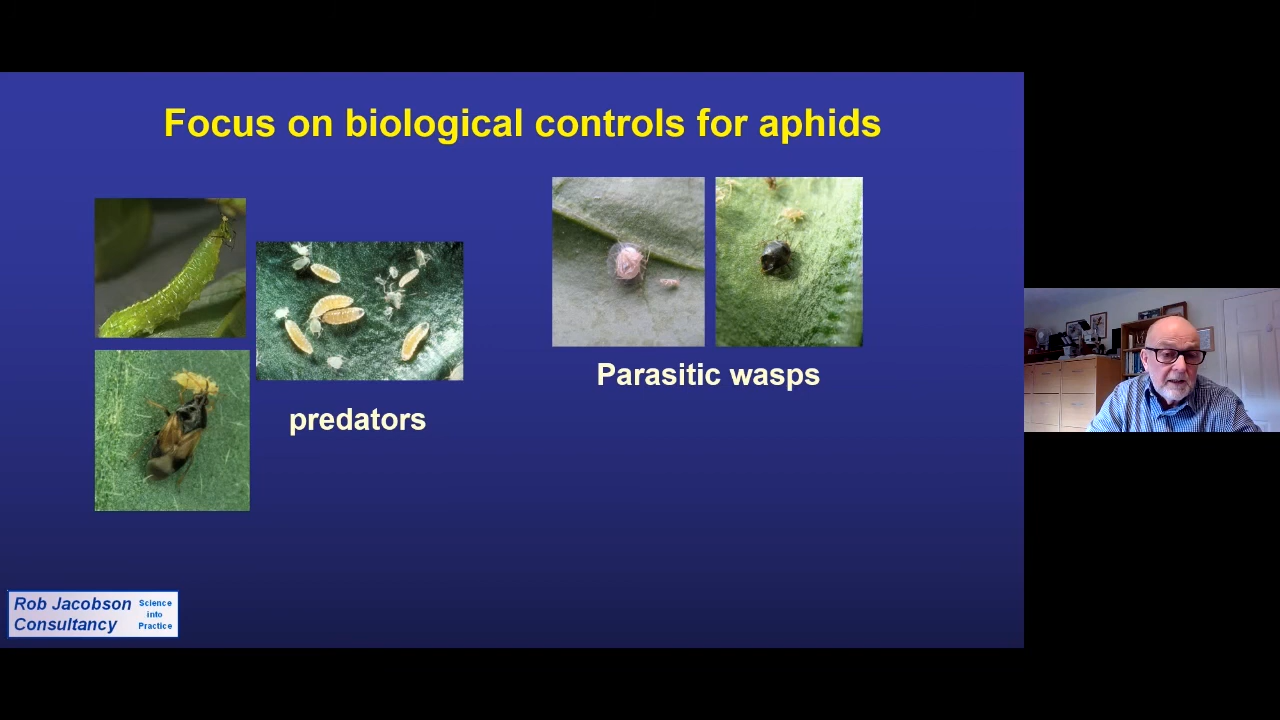 Focus on biological controls for aphids
predators
Parasitic wasps
Rob Jacobson
Consultancy
Science
into
Practice